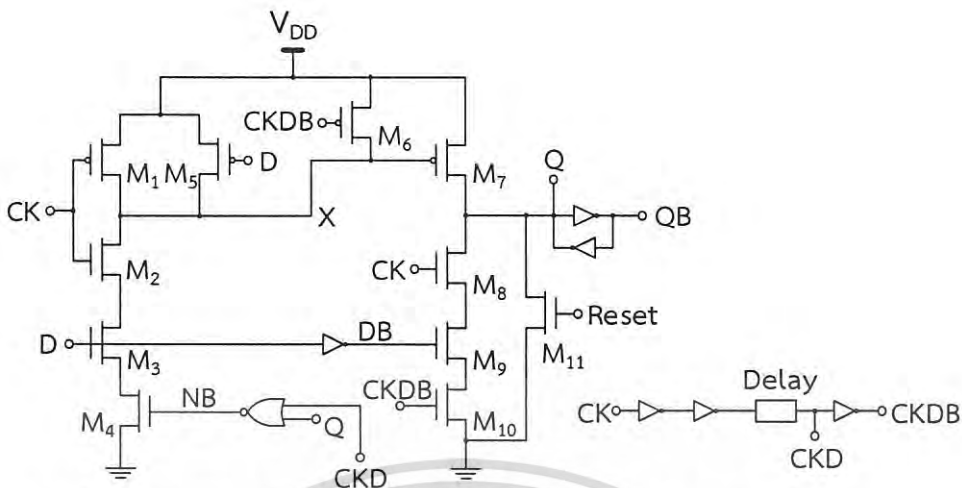 V_DD
CKDB
M₆
Q
M₁
M₅
D
M₇
CK
X
QB
M₂
CK
M₈
Reset
D
DB
M₃
M₉
M₁₁
CKDB
Delay
NB
M₄
Q
M₁₀
CK
CKDB
CKD
CKD